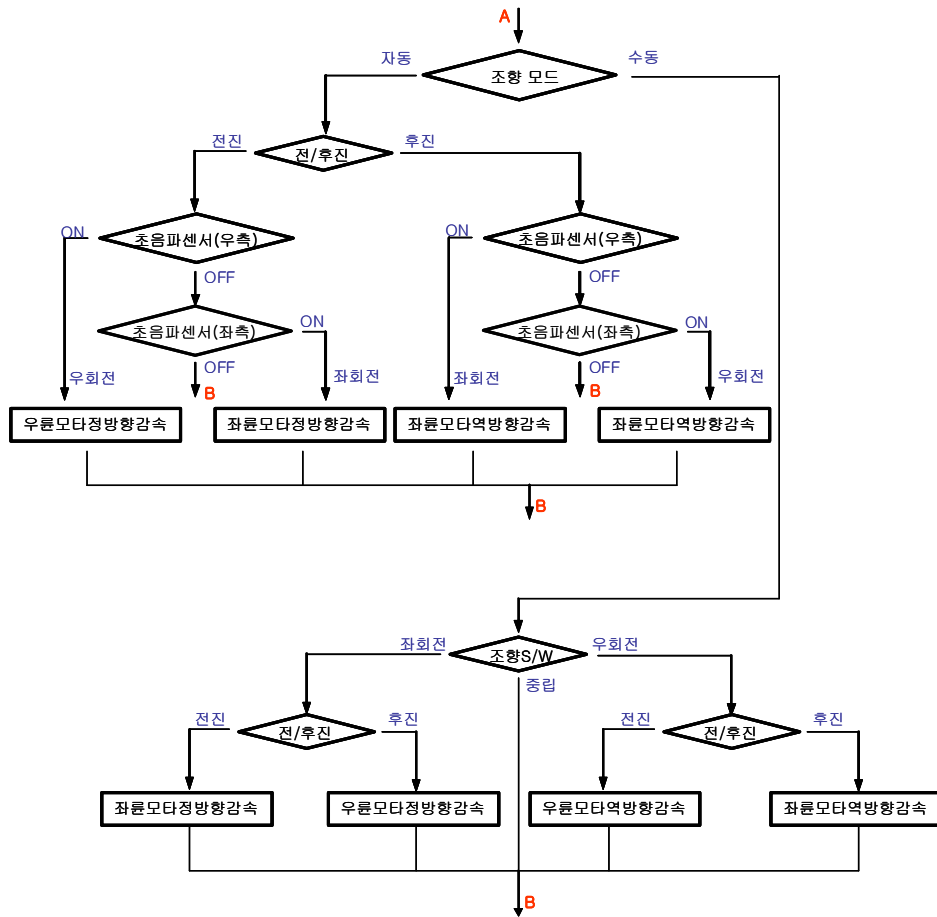 A
자동
수동
조향 모드
전진
전/후진
후진
ON
초음파센서(우측)
OFF
ON
초음파센서(우측)
OFF
초음파센서(좌측)
ON
OFF
초음파센서(좌측)
ON
OFF
우회전
B
좌회전
좌회전
B
우회전
우륜모타정방향감속
좌륜모타정방향감속
좌륜모타역방향감속
좌륜모타역방향감속
B
좌회전
조향S/W
우회전
중립
전진
전/후진
후진
전진
전/후진
후진
좌륜모타정방향감속
우륜모타정방향감속
우륜모타역방향감속
좌륜모타역방향감속
B